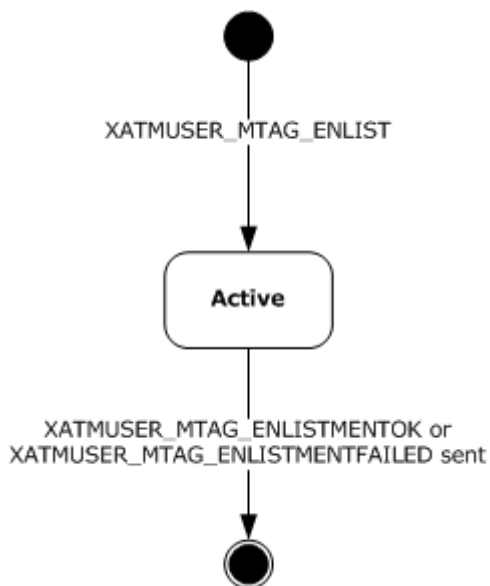 XATMUSER_MTAG_ENLIST
Active
XATMUSER_MTAG_ENLISTMENTOK or
XATMUSER_MTAG_ENLISTMENTFAILED sent